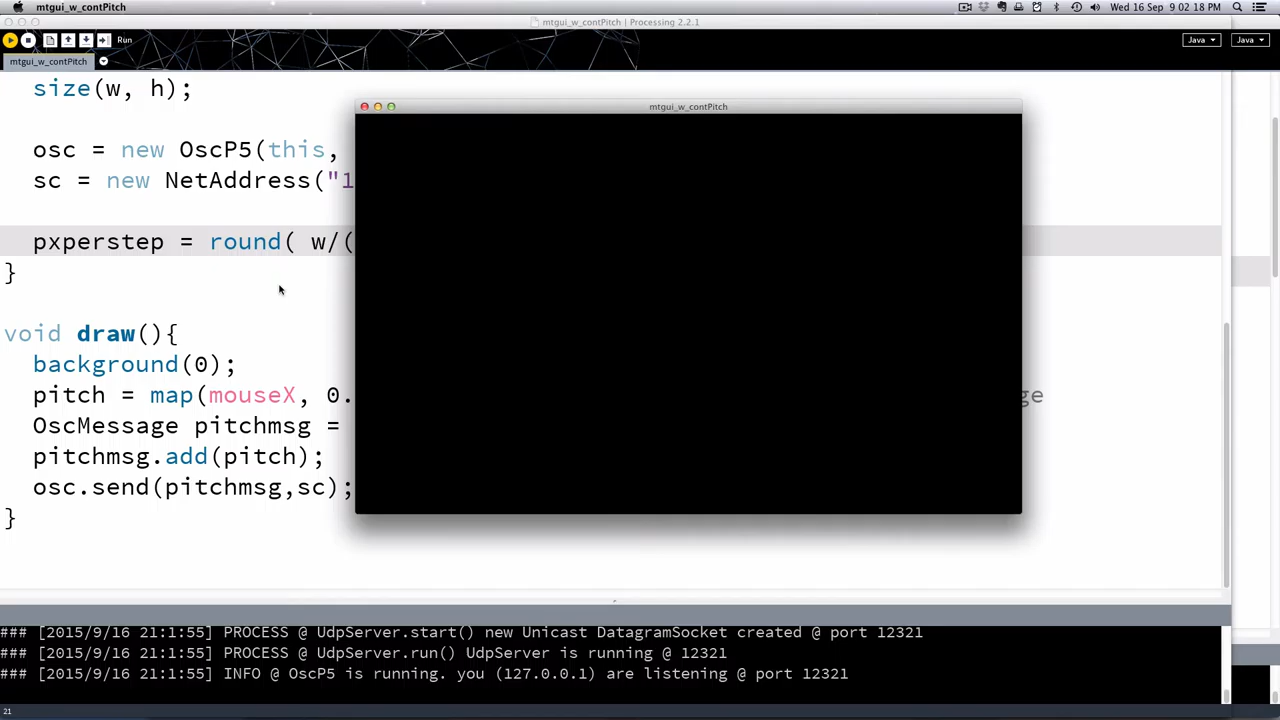 mtgui_w_contPitch
Wed 16 Sep 9:02:18 PM
mtgui_w_contPitch | Processing 2.2.1
Run
Java
Java
mtgui_w_contPitch
size(w, h);
mtgui_w_contPitch
osc = new OscP5(this,
sc = new NetAddress("1
pxperstep = round( w/(
}
void draw(){
background(0);
pitch = map(mouseX, 0. ge
OscMessage pitchmsg =
pitchmsg.add(pitch);
osc.send(pitchmsg,sc);
}
### [2015/9/16 21:1:55] PROCESS @ UdpServer.start() new Unicast DatagramSocket created @ port 12321
### [2015/9/16 21:1:55] PROCESS @ UdpServer.run() UdpServer is running @ 12321
### [2015/9/16 21:1:55] INFO @ OscP5 is running. you (127.0.0.1) are listening @ port 12321
21